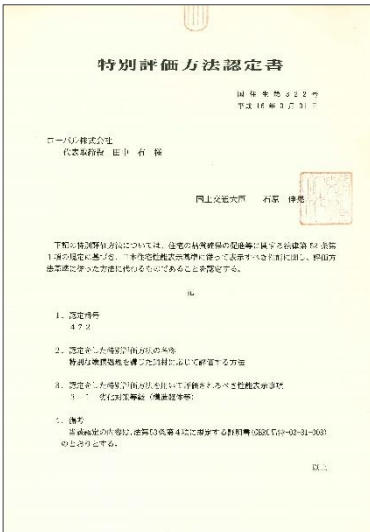 特別評価方法認定書
国住生第322号
平成16年3月31日
ローバル株式会社
代表取締役 田中 石 様
国土交通大臣 石原 伸晃
下記の特別評価方法については、住宅の品質確保の促進等に関する法律第58条第
1項の規定に基づき、日本住宅性能表示基準に従って表示すべき性能に関し、評価方
法基準に従った方法に代わるものであることを認定する。
記
1. 認定番号
472
2. 認定をした特別評価方法の名称
特別な塗膜処理を講じた鋼材に応じて評価する方法
3. 認定をした特別評価方法を用いて評価されるべき性能表示事項
3-1 劣化対策等級(構造躯体等)
4. 備考
当該認定の内容は、法第58条第4項に規定する証明書
のとおりとする。
以上